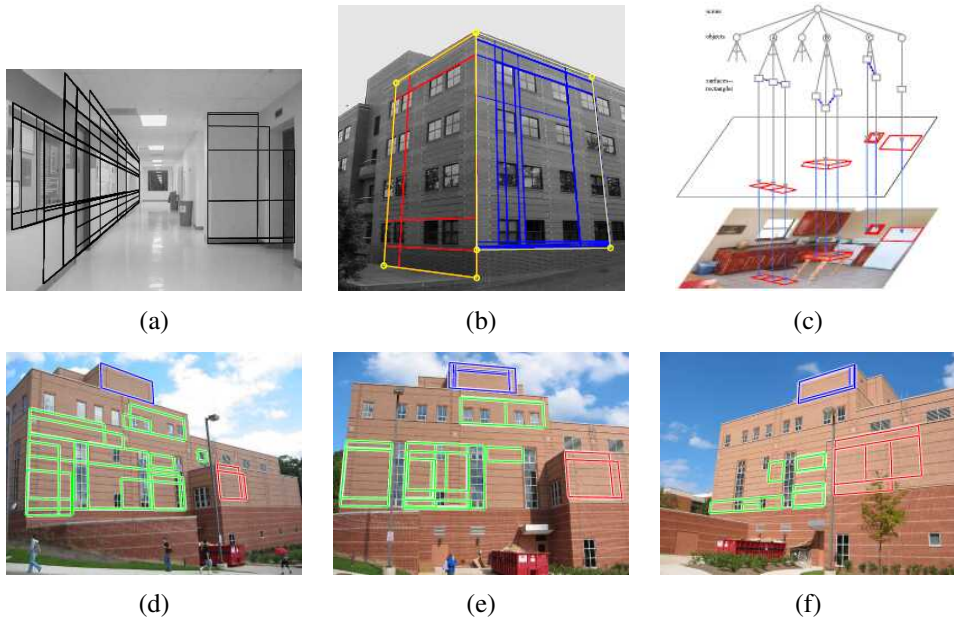 scene
objects
surfaces--
rectangles
A
B
C
(a)
(b)
(c)
(d)
(e)
(f)